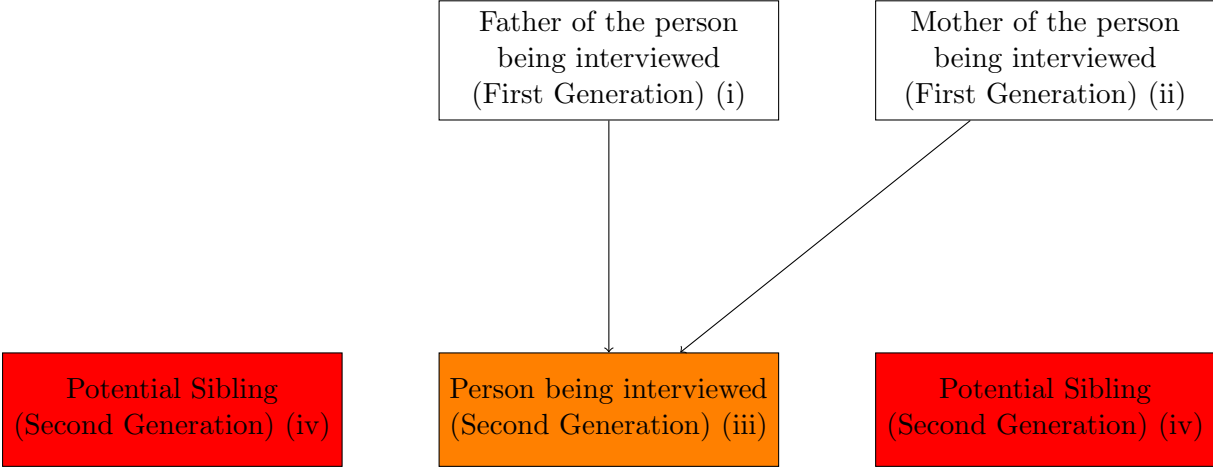 Father of the person
being interviewed
(First Generation) (i)
Mother of the person
being interviewed
(First Generation) (ii)
Potential Sibling
(Second Generation) (iv)
Person being interviewed
(Second Generation) (iii)
Potential Sibling
(Second Generation) (iv)